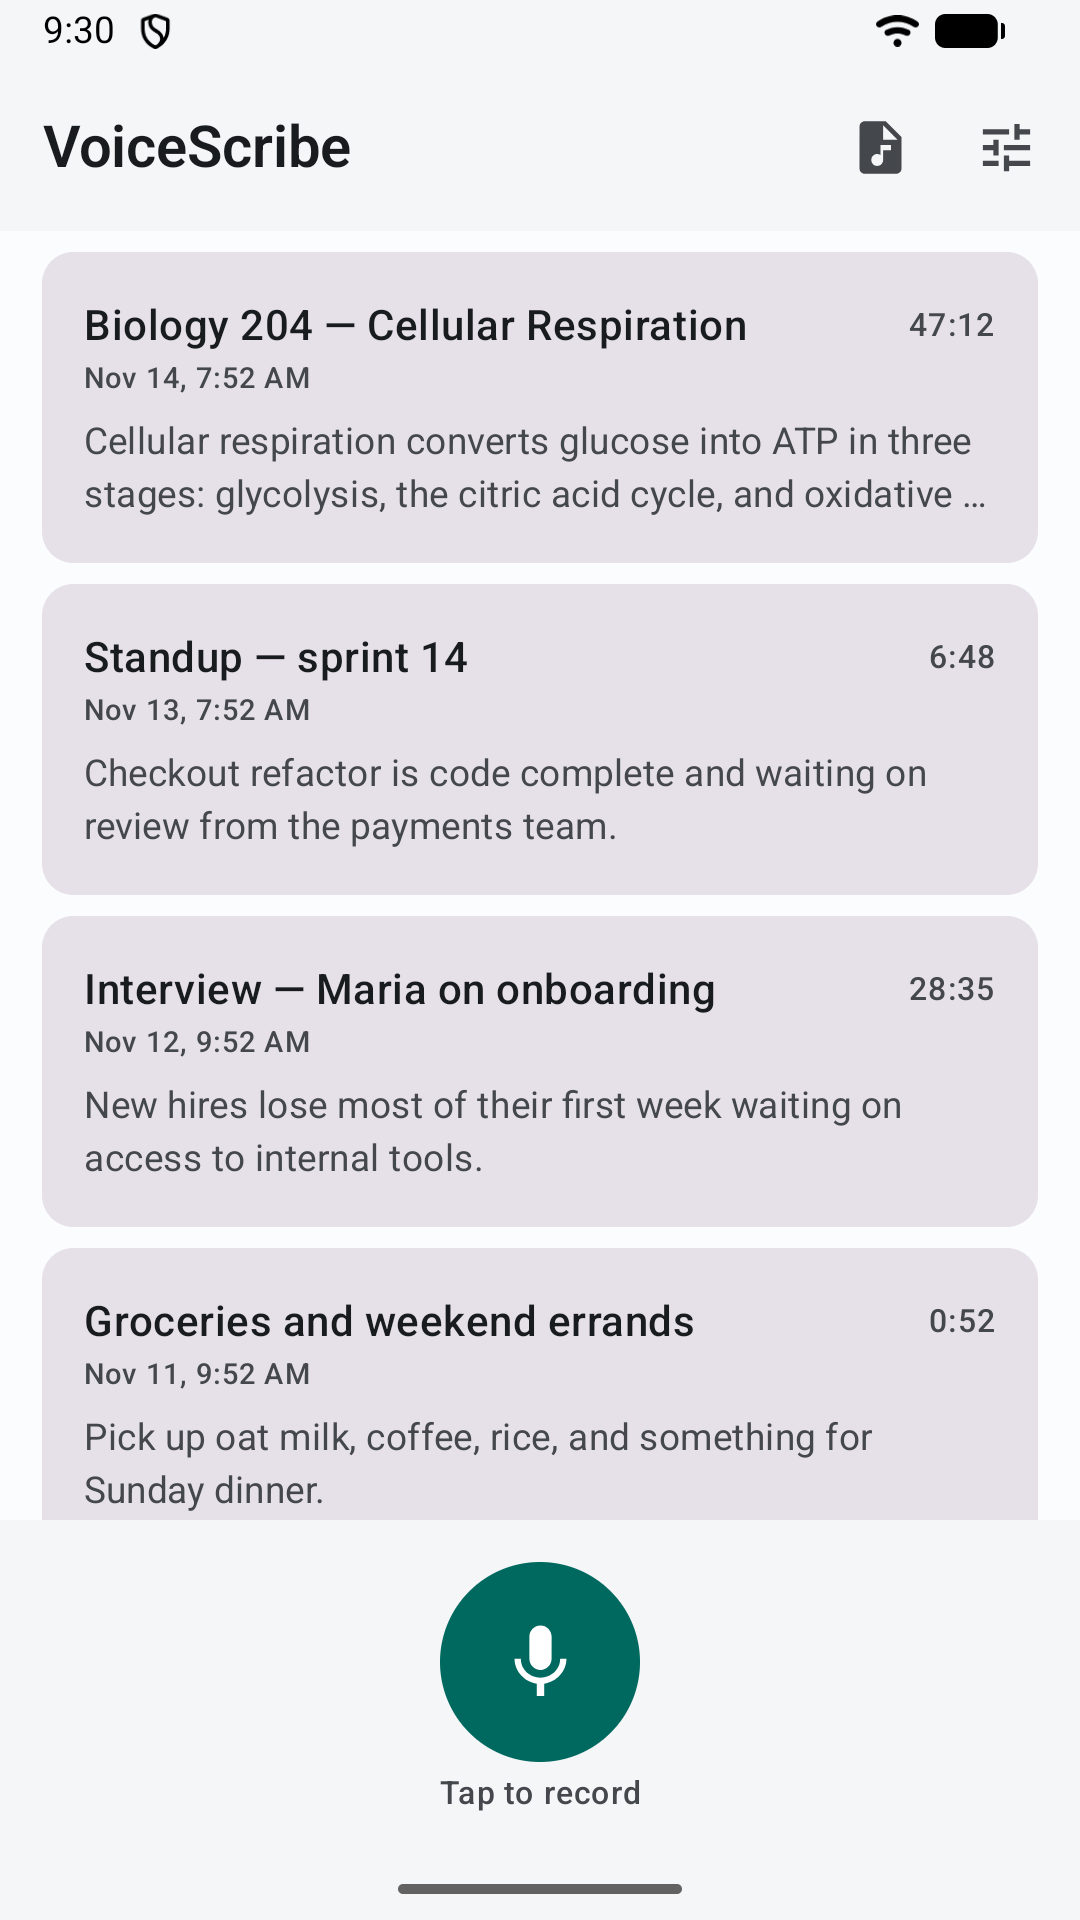 9:30
VoiceScribe
Biology 204 — Cellular Respiration 47:12
Nov 14, 7:52 AM
Cellular respiration converts glucose into ATP in three
stages: glycolysis, the citric acid cycle, and oxidative …
Standup — sprint 14 6:48
Nov 13, 7:52 AM
Checkout refactor is code complete and waiting on
review from the payments team.
Interview — Maria on onboarding 28:35
Nov 12, 9:52 AM
New hires lose most of their first week waiting on
access to internal tools.
Groceries and weekend errands 0:52
Nov 11, 9:52 AM
Pick up oat milk, coffee, rice, and something for
Sunday dinner.
Tap to record